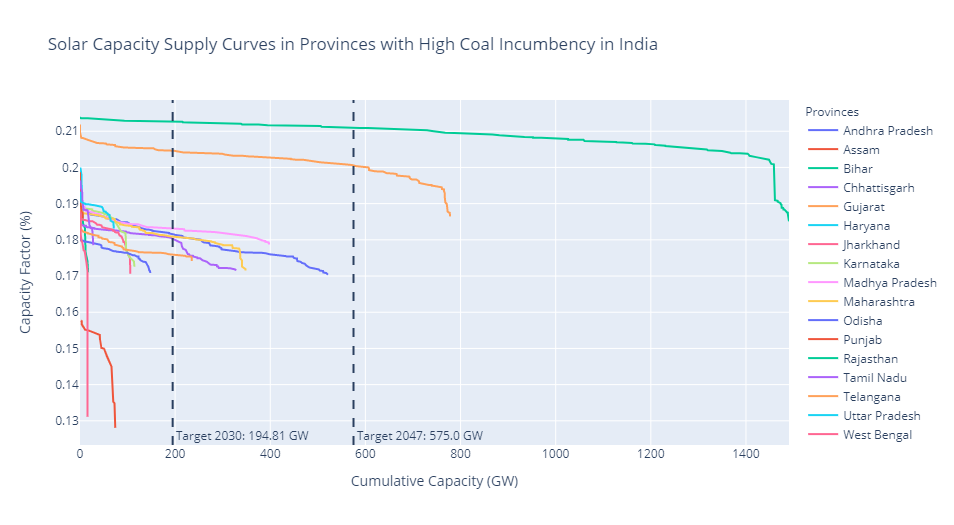 Solar Capacity Supply Curves in Provinces with High Coal Incumbency in India
Provinces
Andhra Pradesh
Assam
Bihar
Chhattisgarh
Gujarat
Haryana
Jharkhand
Karnataka
Madhya Pradesh
Maharashtra
Odisha
Punjab
Rajasthan
Tamil Nadu
Telangana
Uttar Pradesh
West Bengal
Capacity Factor (%)
0.21
0.2
0.19
0.18
0.17
0.16
0.15
0.14
0.13
Target 2030: 194.81 GW
Target 2047: 575.0 GW
0 200 400 600 800 1000 1200 1400
Cumulative Capacity (GW)